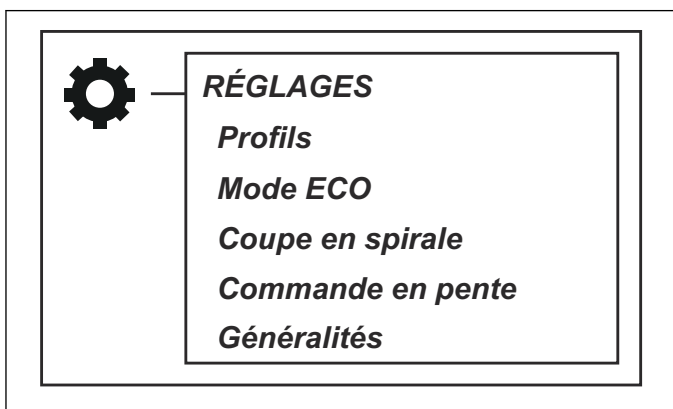 RÉGLAGES
Profils
Mode ECO
Coupe en spirale
Commande en pente
Généralités